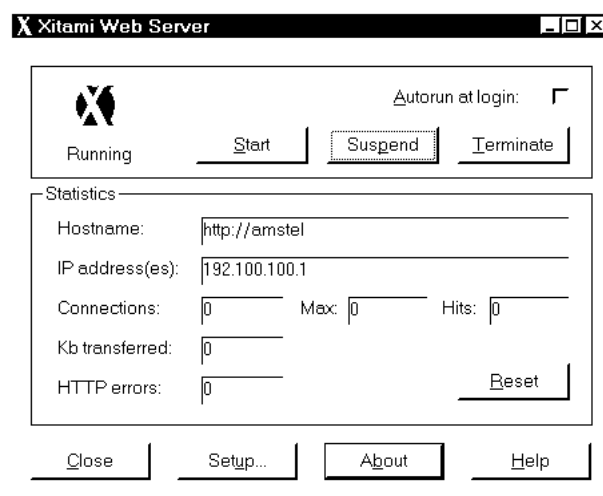 Xitami Web Server
Autorun at login:
Running Start Suspend Terminate
Statistics
Hostname: http://amstel
IP address(es): 192.100.100.1
Connections: 0 Max: 0 Hits: 0
Kb transferred: 0
HTTP errors: 0 Reset
Close Setup... About Help